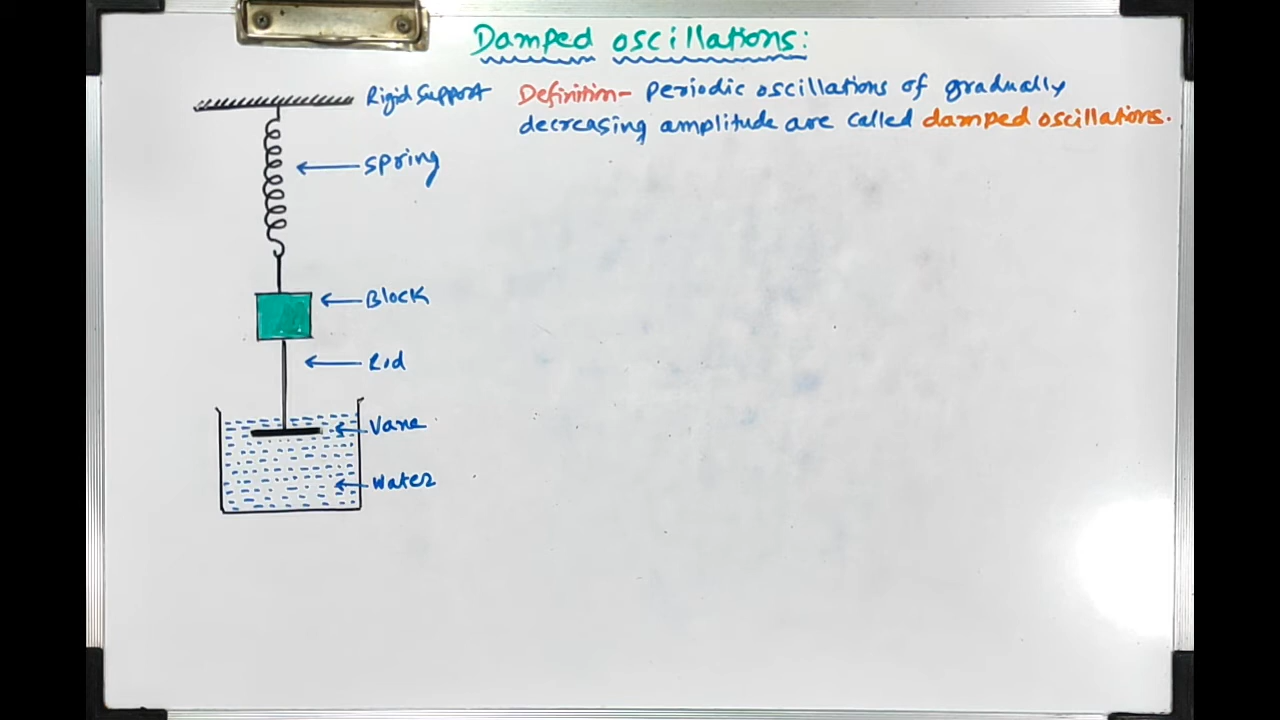 Damped oscillations:
Rigid Support
Definition- Periodic oscillations of gradually
decreasing amplitude are called damped oscillations.
Spring
Block
Rod
Vane
Water